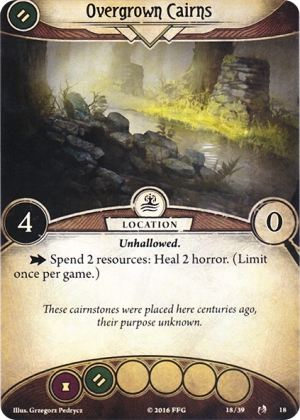 Overgrown Cairns
4
LOCATION
0
Unhallowed.
Spend 2 resources: Heal 2 horror. (Limit
once per game.)
These cairnstones were placed here centuries ago,
their purpose unknown.
Illus. Grzegorz Pedrycz
© 2016 FFG
18/39
18